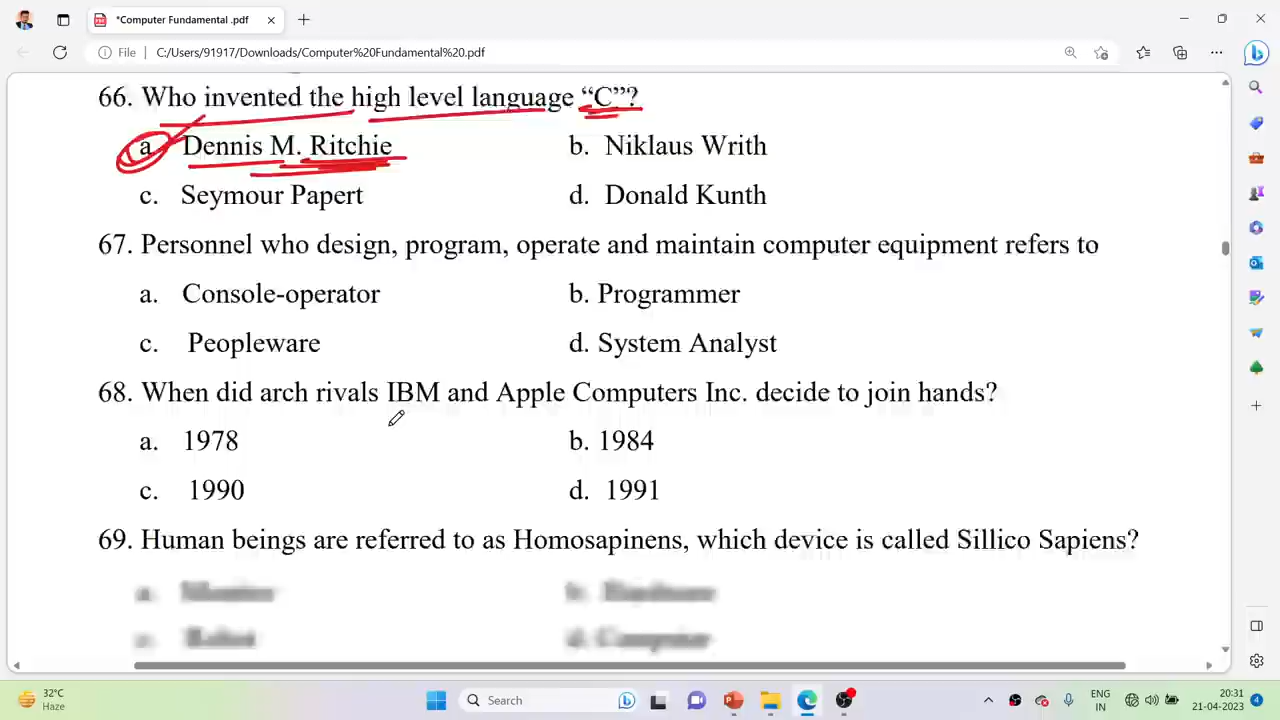 *Computer Fundamental .pdf
File
C:/Users/91917/Downloads/Computer%20Fundamental%20.pdf
66. Who invented the high level language “C”?
a. Dennis M. Ritchie
b. Niklaus Writh
c. Seymour Papert
d. Donald Kunth
67. Personnel who design, program, operate and maintain computer equipment refers to
a. Console-operator
b. Programmer
c. Peopleware
d. System Analyst
68. When did arch rivals IBM and Apple Computers Inc. decide to join hands?
a. 1978
b. 1984
c. 1990
d. 1991
69. Human beings are referred to as Homosapinens, which device is called Sillico Sapiens?
32°C
Haze
Search
ENG
IN
20:31
21-04-2023
4